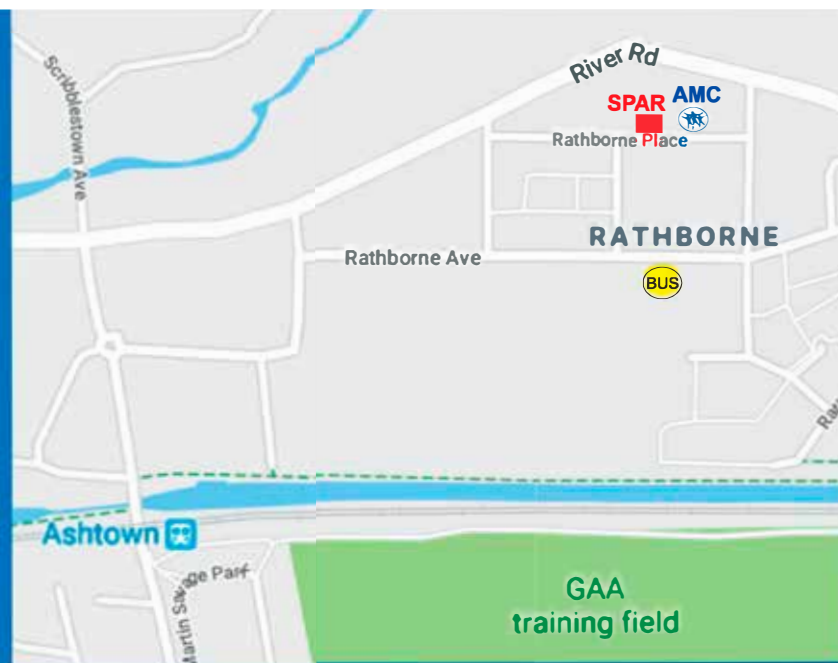 River Rd
Scribblestown Ave
SPAR
AMC
Rathborne Place
RATHBORNE
Rathborne Ave
BUS
Ashtown
Martin Savage Park
GAA
training field